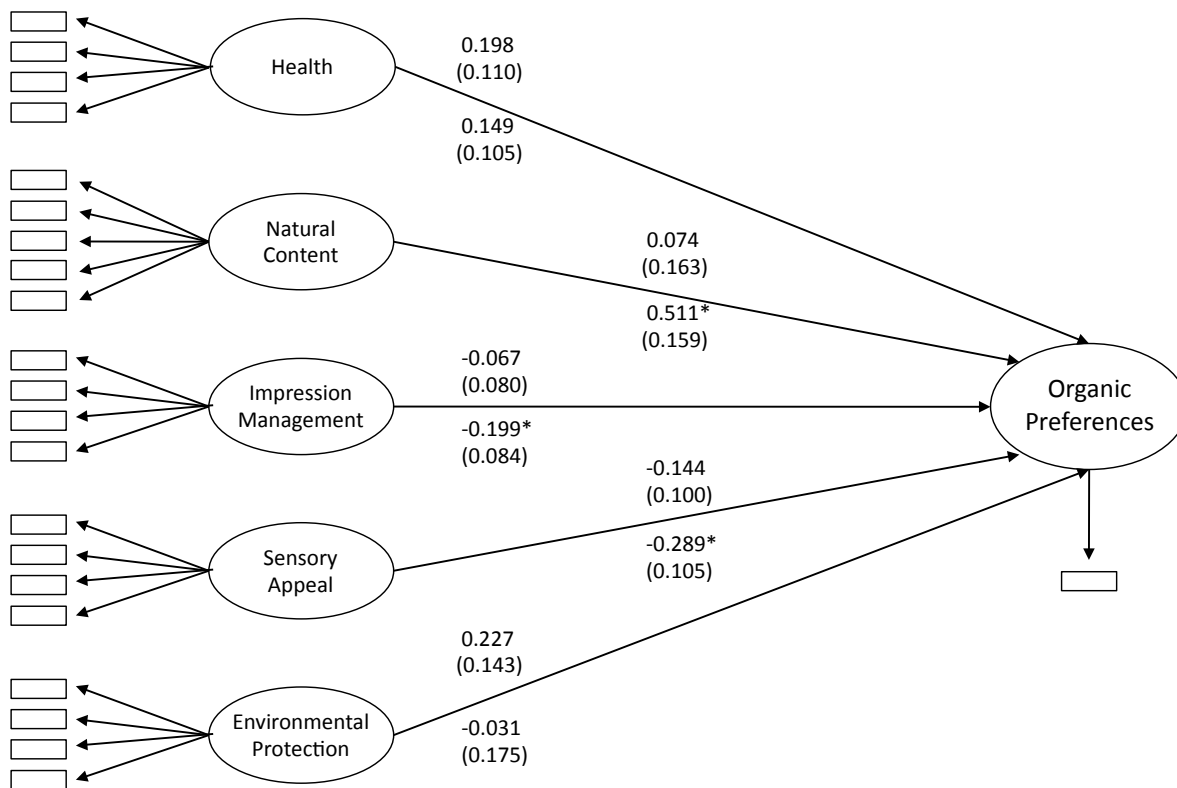 Health
0.198
(0.110)
0.149
(0.105)
Natural
Content
0.074
(0.163)
0.511*
(0.159)
Impression
Management
-0.067
(0.080)
-0.199*
(0.084)
Organic
Preferences
Sensory
Appeal
-0.144
(0.100)
-0.289*
(0.105)
Environmental
Protection
0.227
(0.143)
-0.031
(0.175)